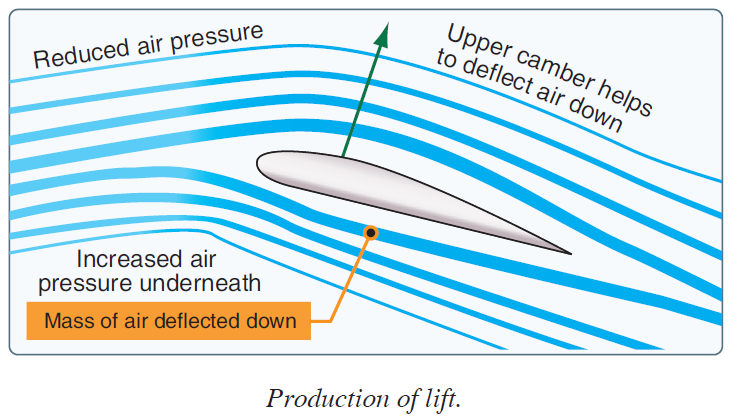 Reduced air pressure
Upper camber helps
to deflect air down
Increased air
pressure underneath
Mass of air deflected down
Production of lift.